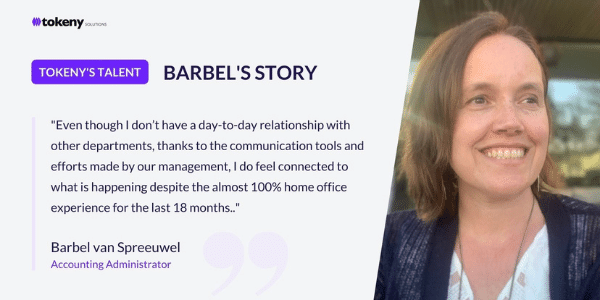 tokeny SOLUTIONS
TOKENY'S TALENT BARBEL'S STORY
"Even though I don't have a day-to-day relationship with
other departments, thanks to the communication tools and
efforts made by our management, I do feel connected to
what is happening despite the almost 100% home office
experience for the last 18 months.."
Barbel van Spreeuwel
Accounting Administrator